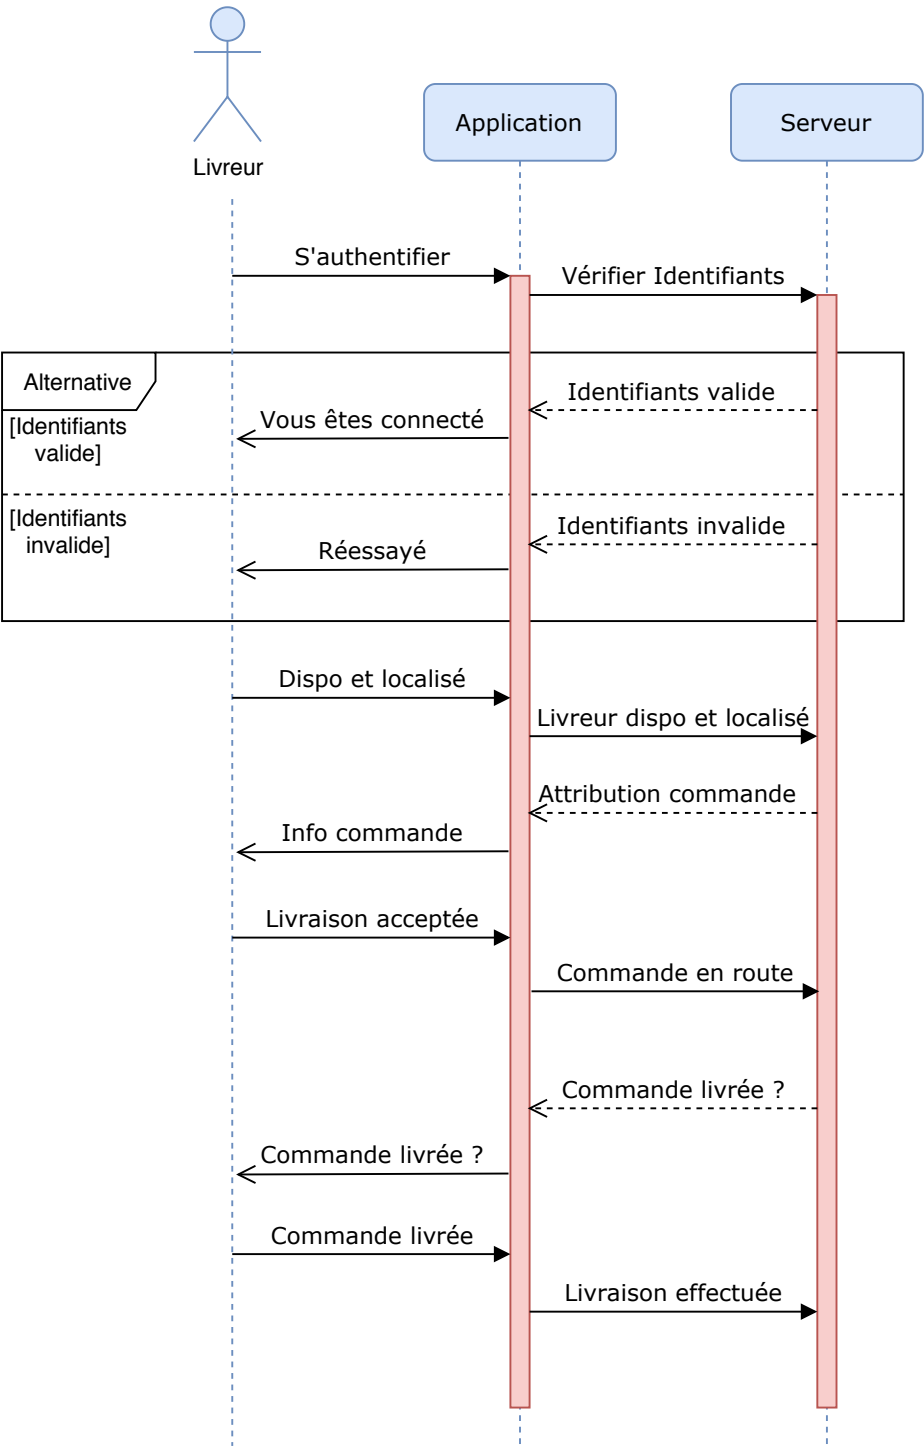 Livreur
Application
Serveur
S'authentifier
Vérifier Identifiants
Alternative
Identifiants valide
[Identifiants
valide]
Vous êtes connecté
[Identifiants
invalide]
Identifiants invalide
Réessayé
Dispo et localisé
Livreur dispo et localisé
Attribution commande
Info commande
Livraison acceptée
Commande en route
Commande livrée ?
Commande livrée ?
Commande livrée
Livraison effectuée